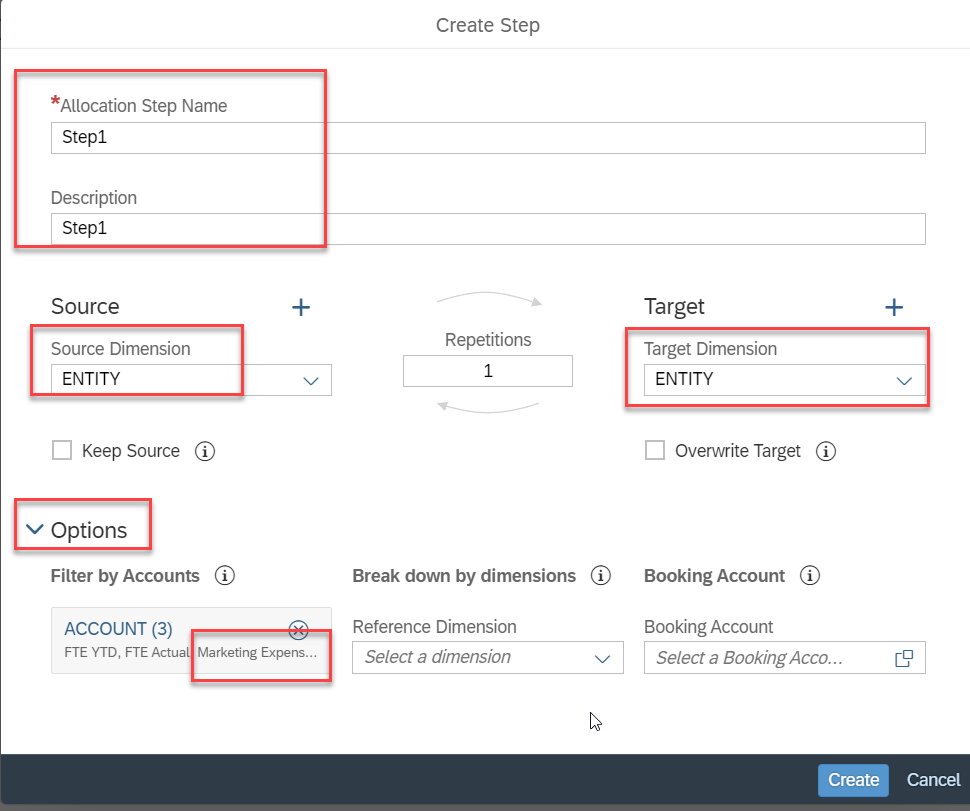 Create Step
*Allocation Step Name
Step1
Description
Step1
Source + Target +
Source Dimension Repetitions Target Dimension
ENTITY 1 ENTITY
Keep Source i Overwrite Target i
Options
Filter by Accounts i Break down by dimensions i Booking Account i
ACCOUNT (3) Reference Dimension Booking Account
FTE YTD, FTE Actual, Marketing Expens... Select a dimension Select a Booking Acco...
Create Cancel